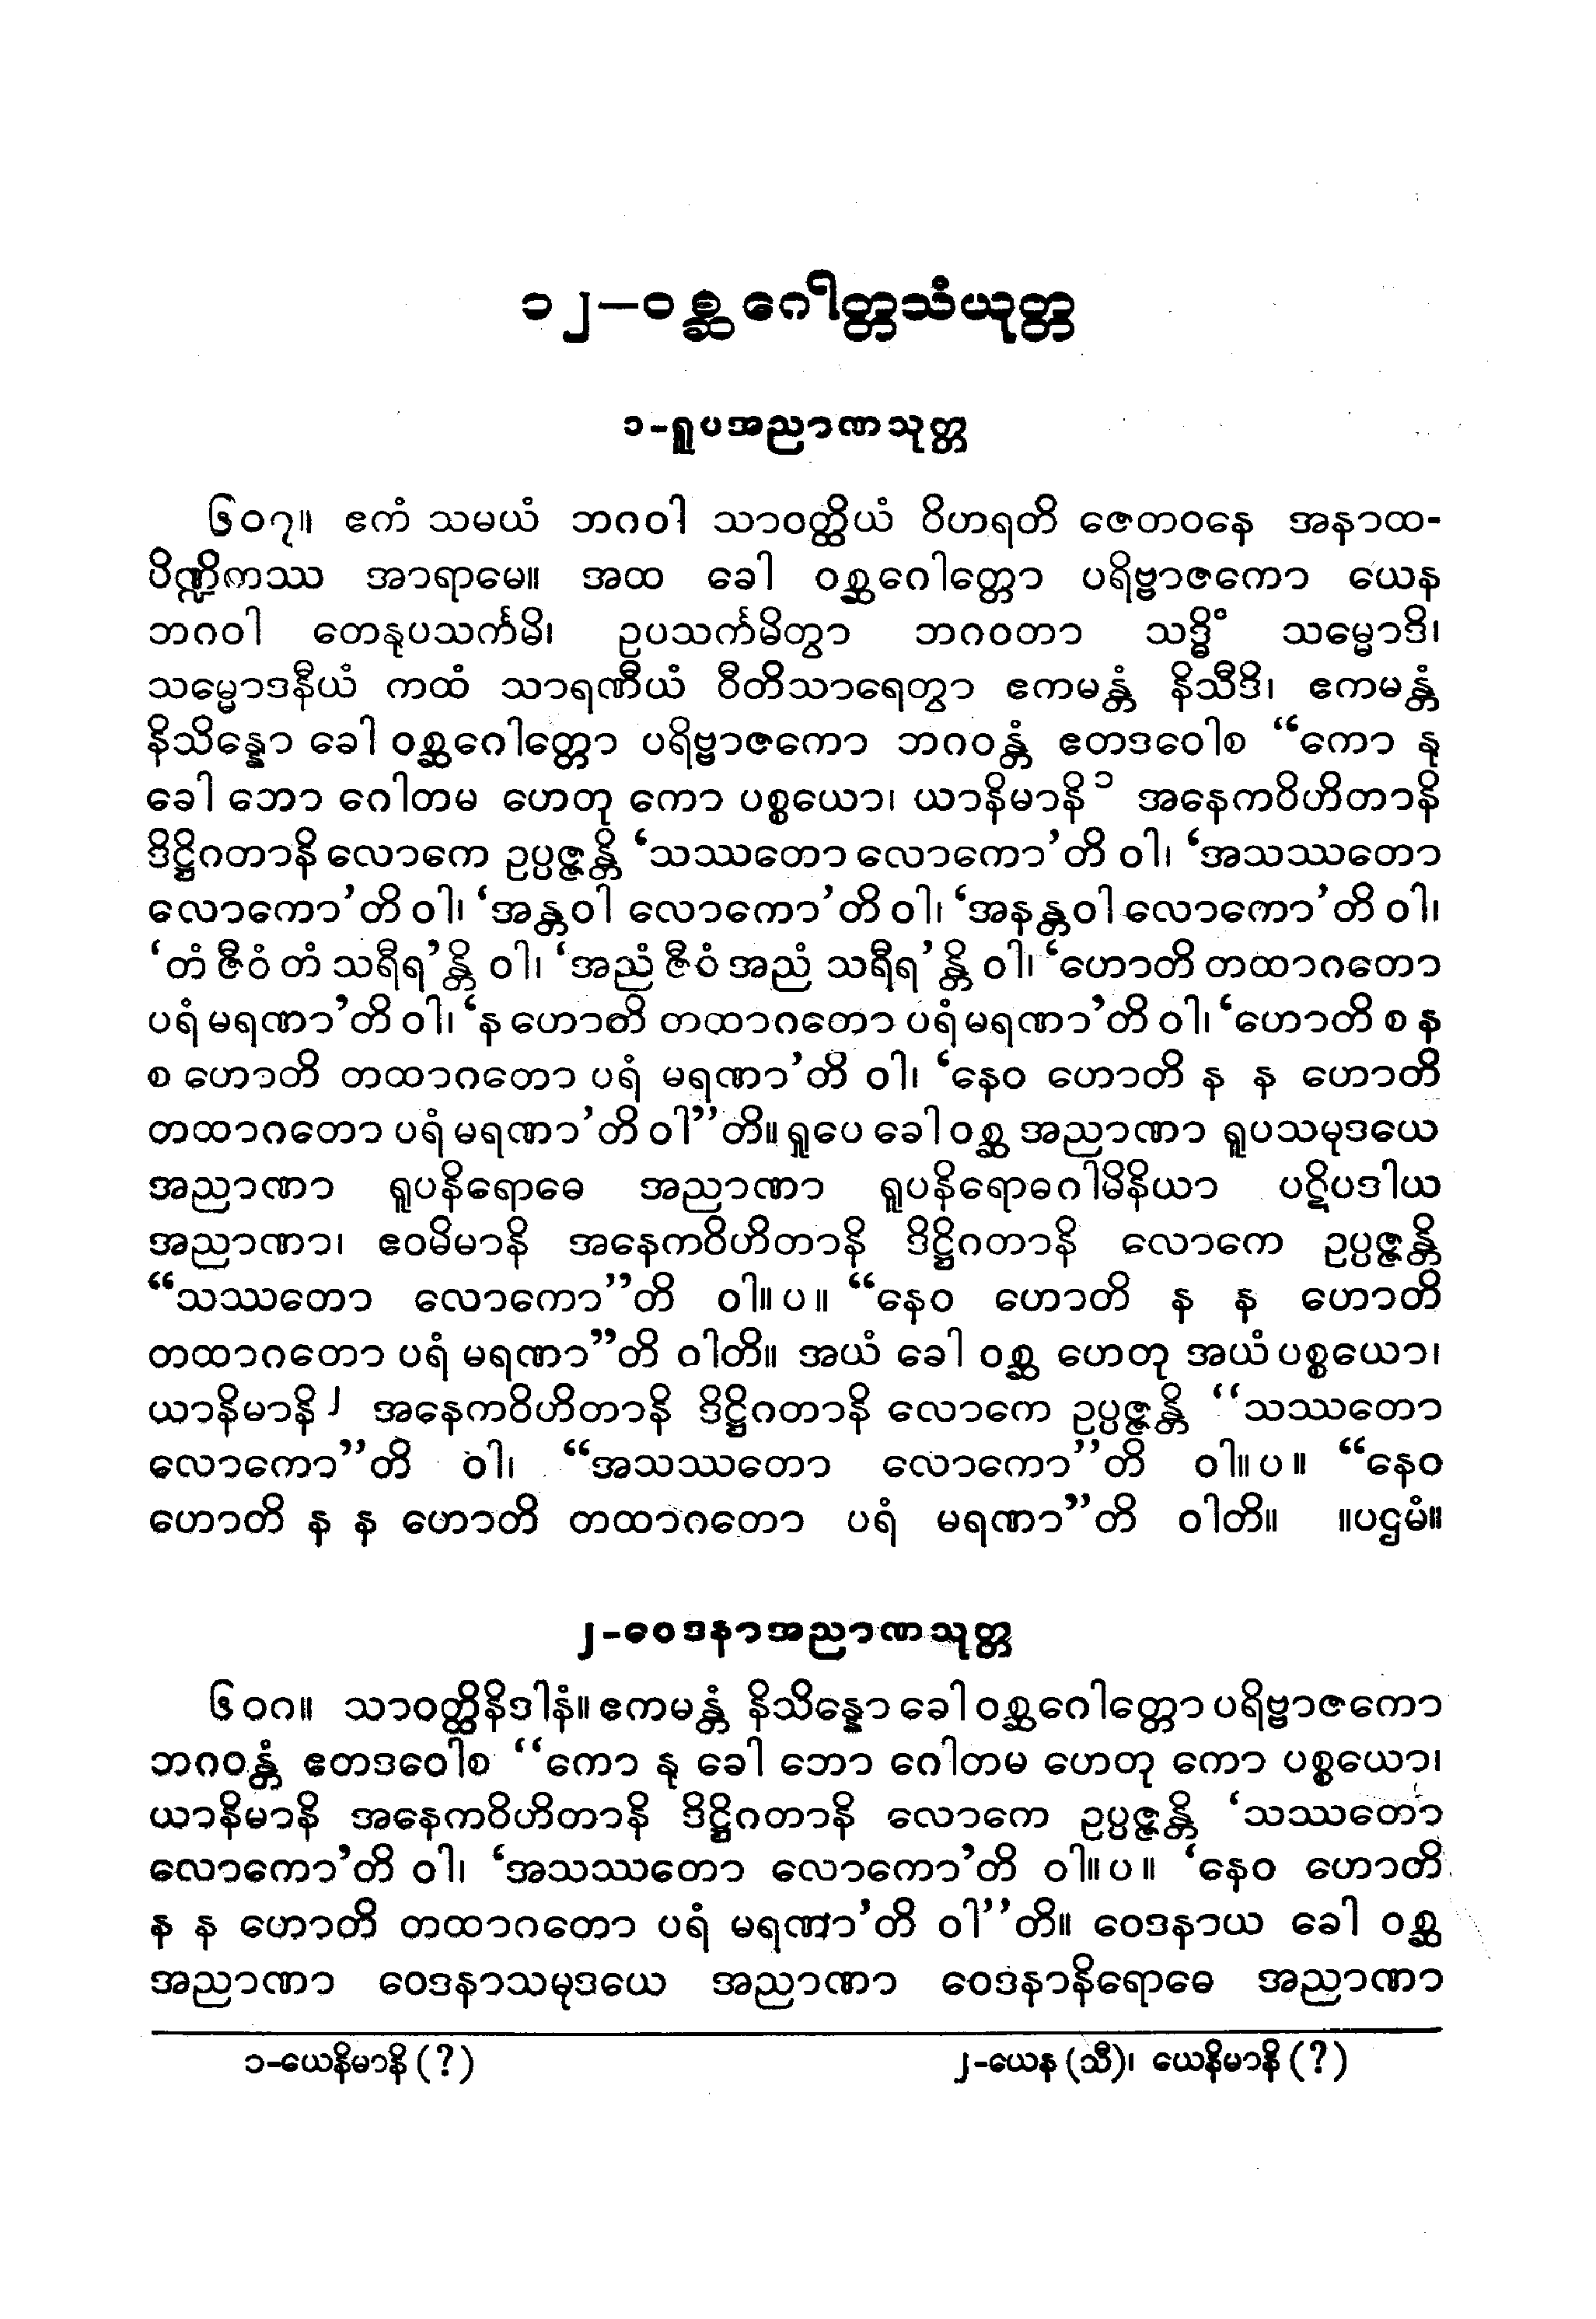 ၁၂—ဝစ္ဆဂေါတ္တသံယုတ္တ
၁-ရူပအညာဏသုတ္တ
၆၀၇။ ဧကံ သမယံ ဘဂဝါ သာဝတ္ထိယံ ဝိဟရတိ ဇေတဝနေ အနာထ-
ပိဏ္ဍိကဿ အာရာမေ။ အထ ခေါ ဝစ္ဆဂေါတ္တော ပရိဗ္ဗာဇကော ယေန
ဘဂဝါ တေနုပသင်္ကမိ၊ ဥပသင်္ကမိတွာ ဘဂဝတာ သဒ္ဓိံ သမ္မောဒိ၊
သမ္မောဒနီယံ ကထံ သာရဏီယံ ဝီတိသာရေတွာ ဧကမန္တံ နိသီဒိ၊ ဧကမန္တံ
နိသိန္နော ခေါ ဝစ္ဆဂေါတ္တော ပရိဗ္ဗာဇကော ဘဂဝန္တံ ဧတဒဝေါစ “ကော နု
ခေါ ဘော ဂေါတမ ဟေတု ကော ပစ္စယော၊ ယာနိမာနိ၁ အနေကဝိဟိတာနိ
ဒိဋ္ဌိဂတာနိ လောကေ ဥပ္ပဇ္ဇန္တိ ‘သဿတော လောကော’တိ ဝါ၊ ‘အသဿတော
လောကော’တိ ဝါ၊ ‘အန္တဝါ လောကော’တိ ဝါ၊ ‘အနန္တဝါ လောကော’တိ ဝါ၊
‘တံ ဇီဝံ တံ သရီရ’န္တိ ဝါ၊ ‘အညံ ဇီဝံ အညံ သရီရ’န္တိ ဝါ၊ ‘ဟောတိ တထာဂတော
ပရံ မရဏာ’တိ ဝါ၊ ‘န ဟောတိ တထာဂတော ပရံ မရဏာ’တိ ဝါ၊ ‘ဟောတိ စ န
စ ဟောတိ တထာဂတော ပရံ မရဏာ’တိ ဝါ၊ ‘နေဝ ဟောတိ န န ဟောတိ
တထာဂတော ပရံ မရဏာ’တိ ဝါ”တိ။ ရူပေ ခေါ ဝစ္ဆ အညာဏာ ရူပသမုဒယေ
အညာဏာ ရူပနိရောဓေ အညာဏာ ရူပနိရောဓဂါမိနိယာ ပဋိပဒါယ
အညာဏာ၊ ဧဝမိမာနိ အနေကဝိဟိတာနိ ဒိဋ္ဌိဂတာနိ လောကေ ဥပ္ပဇ္ဇန္တိ
“သဿတော လောကော”တိ ဝါ။ ပ ။ “နေဝ ဟောတိ န န ဟောတိ
တထာဂတော ပရံ မရဏာ”တိ ဝါတိ။ အယံ ခေါ ဝစ္ဆ ဟေတု အယံ ပစ္စယော၊
ယာနိမာနိ၂ အနေကဝိဟိတာနိ ဒိဋ္ဌိဂတာနိ လောကေ ဥပ္ပဇ္ဇန္တိ “သဿတော
လောကော”တိ ဝါ၊ “အသဿတော လောကော”တိ ဝါ။ ပ ။ “နေဝ
ဟောတိ န န ဟောတိ တထာဂတော ပရံ မရဏာ”တိ ဝါတိ။ ။ပဌမံ။
၂-ဝေဒနာအညာဏသုတ္တ
၆၀၈။ သာဝတ္ထိနိဒါနံ။ ဧကမန္တံ နိသိန္နော ခေါ ဝစ္ဆဂေါတ္တော ပရိဗ္ဗာဇကော
ဘဂဝန္တံ ဧတဒဝေါစ “ကော နု ခေါ ဘော ဂေါတမ ဟေတု ကော ပစ္စယော၊
ယာနိမာနိ အနေကဝိဟိတာနိ ဒိဋ္ဌိဂတာနိ လောကေ ဥပ္ပဇ္ဇန္တိ ‘သဿတော
လောကော’တိ ဝါ၊ ‘အသဿတော လောကော’တိ ဝါ။ ပ ။ ‘နေဝ ဟောတိ
န န ဟောတိ တထာဂတော ပရံ မရဏာ’တိ ဝါ”တိ။ ဝေဒနာယ ခေါ ဝစ္ဆ
အညာဏာ ဝေဒနာသမုဒယေ အညာဏာ ဝေဒနာနိရောဓေ အညာဏာ
၁-ယေနိမာနိ (?) ၂-ယေန (သီ)၊ ယေနိမာနိ (?)